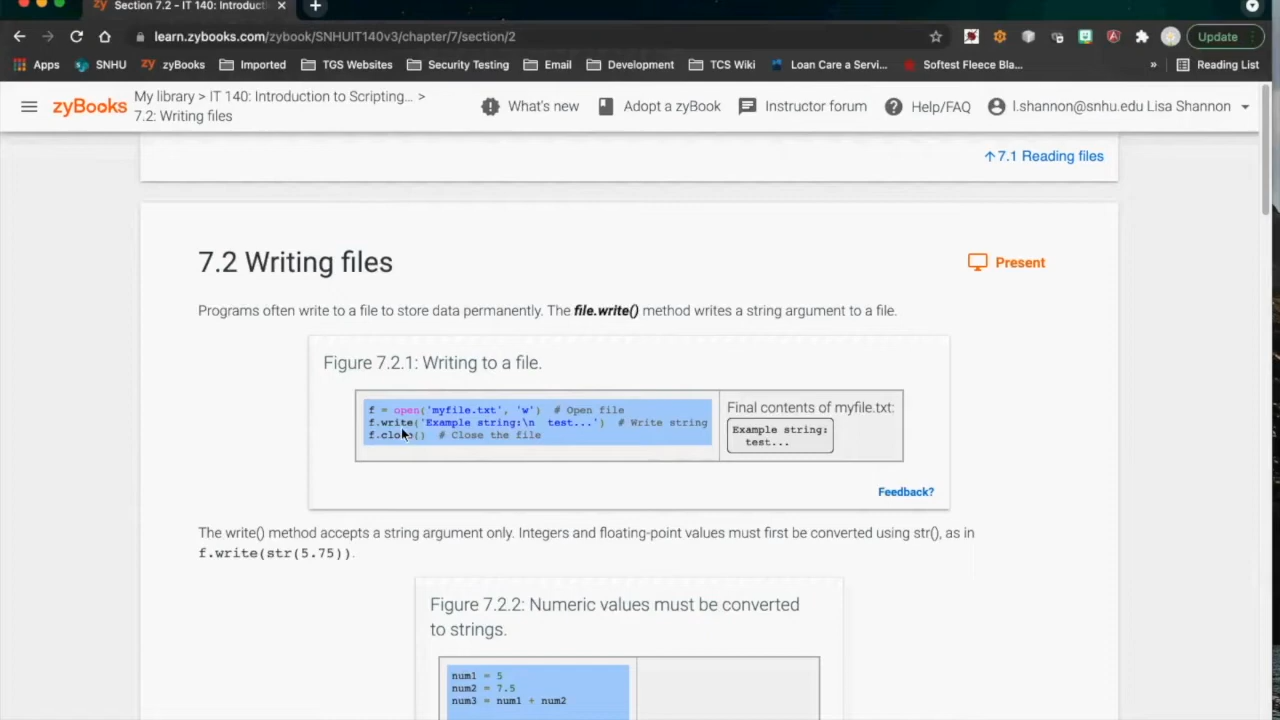 Section 7.2 - IT 140: Introduct
learn.zybooks.com/zybook/SNHUIT140v3/chapter/7/section/2
Update
Apps SNHU zyBooks Imported TGS Websites Security Testing Email Development TCS Wiki Loan Care a Servi... Softest Fleece Bla... » Reading List
zyBooks
My library > IT 140: Introduction to Scripting... >
7.2: Writing files
What's new Adopt a zyBook Instructor forum Help/FAQ l.shannon@snhu.edu Lisa Shannon
↑7.1 Reading files
7.2 Writing files
Present
Programs often write to a file to store data permanently. The file.write() method writes a string argument to a file.
Figure 7.2.1: Writing to a file.
f = open('myfile.txt', 'w')  # Open file
f.write('Example string:\n  test...')  # Write string
f.close()  # Close the file
Final contents of myfile.txt:
Example string:
  test...
Feedback?
The write() method accepts a string argument only. Integers and floating-point values must first be converted using str(), as in
f.write(str(5.75)).
Figure 7.2.2: Numeric values must be converted
to strings.
num1 = 5
num2 = 7.5
num3 = num1 + num2